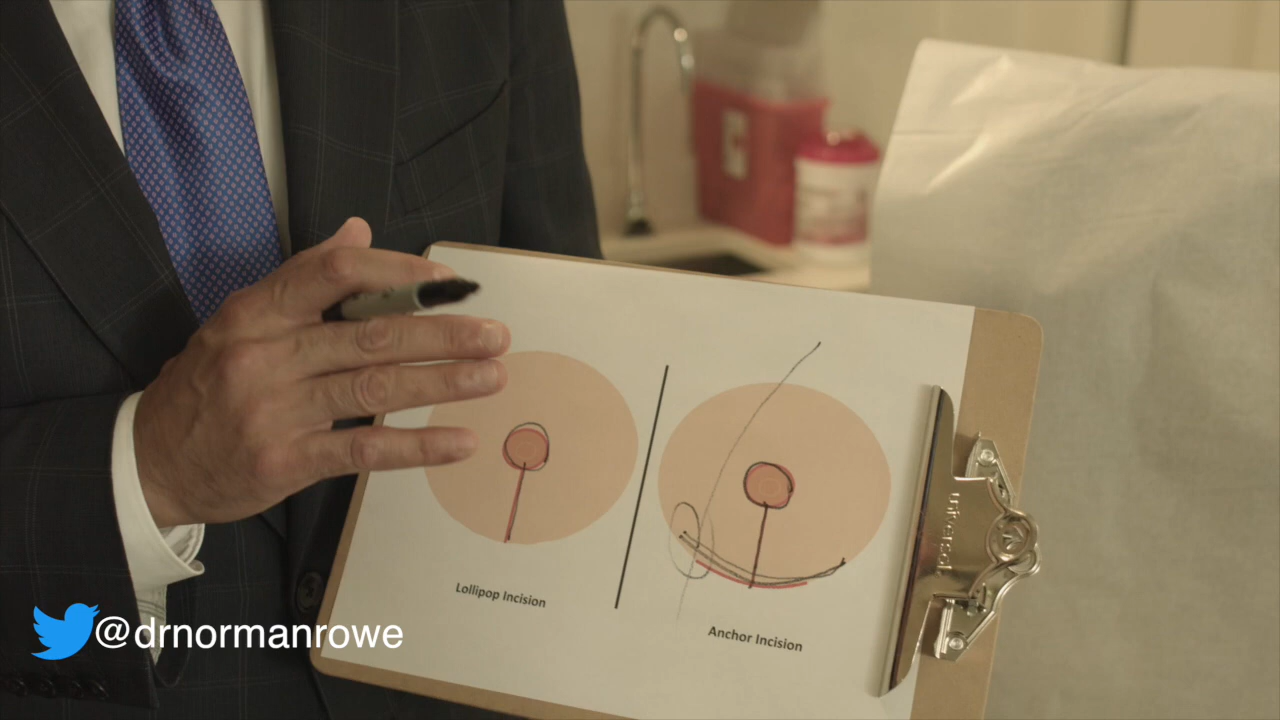 Lollipop Incision
Anchor Incision
universal
@drnormanrowe